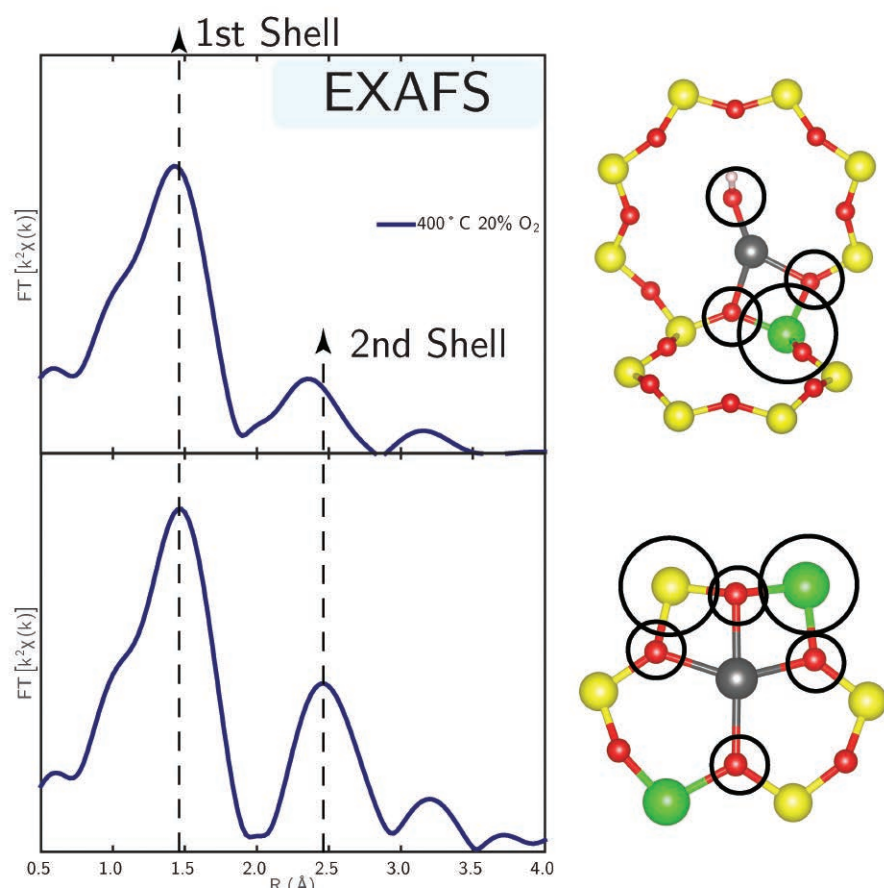 1st Shell
EXAFS
400°C 20% O₂
FT [k²χ(k)]
2nd Shell
FT [k²χ(k)]
0.5 1.0 1.5 2.0 2.5 3.0 3.5 4.0
R (Å)